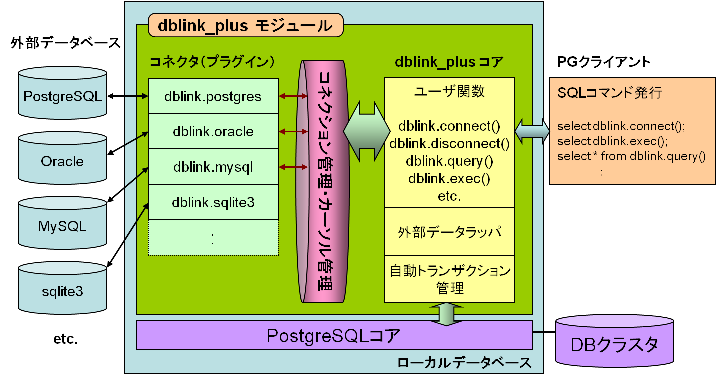 dblink_plus モジュール
外部データベース
コネクタ(プラグイン)
dblink_plusコア
PGクライアント
PostgreSQL
Oracle
MySQL
sqlite3
etc.
dblink.postgres
dblink.oracle
dblink.mysql
dblink.sqlite3
:
コネクション管理・カーソル管理
ユーザ関数
dblink.connect()
dblink.disconnect()
dblink.query()
dblink.exec()
etc.
外部データラッパ
自動トランザクション
管理
SQLコマンド発行
select dblink.connect();
select dblink.exec();
select * from dblink.query()
:
PostgreSQLコア
ローカルデータベース
DBクラスタ